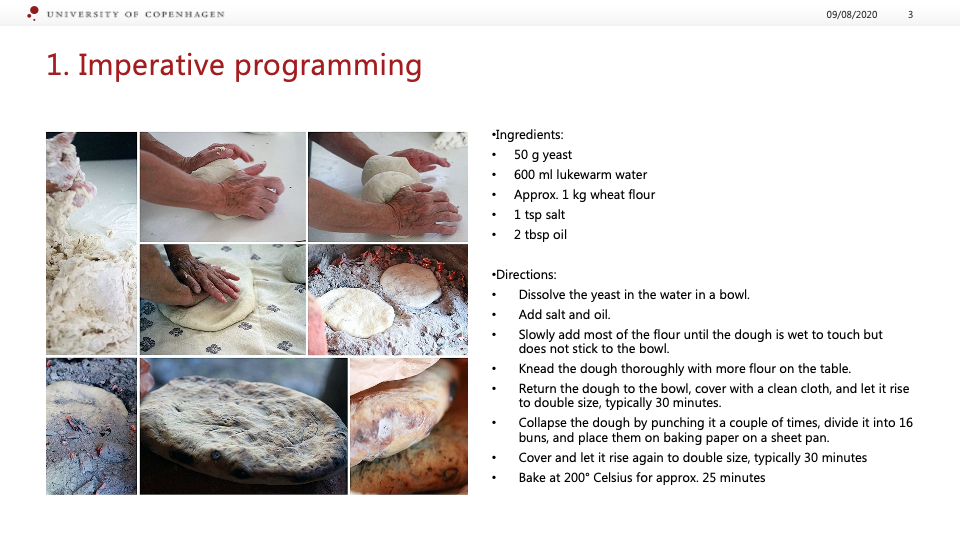 UNIVERSITY OF COPENHAGEN
09/08/2020
3
1. Imperative programming
•Ingredients:
• 50 g yeast
• 600 ml lukewarm water
• Approx. 1 kg wheat flour
• 1 tsp salt
• 2 tbsp oil
•Directions:
• Dissolve the yeast in the water in a bowl.
• Add salt and oil.
• Slowly add most of the flour until the dough is wet to touch but
does not stick to the bowl.
• Knead the dough thoroughly with more flour on the table.
• Return the dough to the bowl, cover with a clean cloth, and let it rise
to double size, typically 30 minutes.
• Collapse the dough by punching it a couple of times, divide it into 16
buns, and place them on baking paper on a sheet pan.
• Cover and let it rise again to double size, typically 30 minutes
• Bake at 200° Celsius for approx. 25 minutes